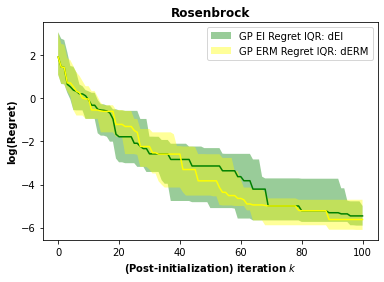 Rosenbrock
GP EI Regret IQR: dEI
GP ERM Regret IQR: dERM
log(Regret)
2
0
−2
−4
−6
0
20
40
60
80
100
(Post-initialization) iteration k